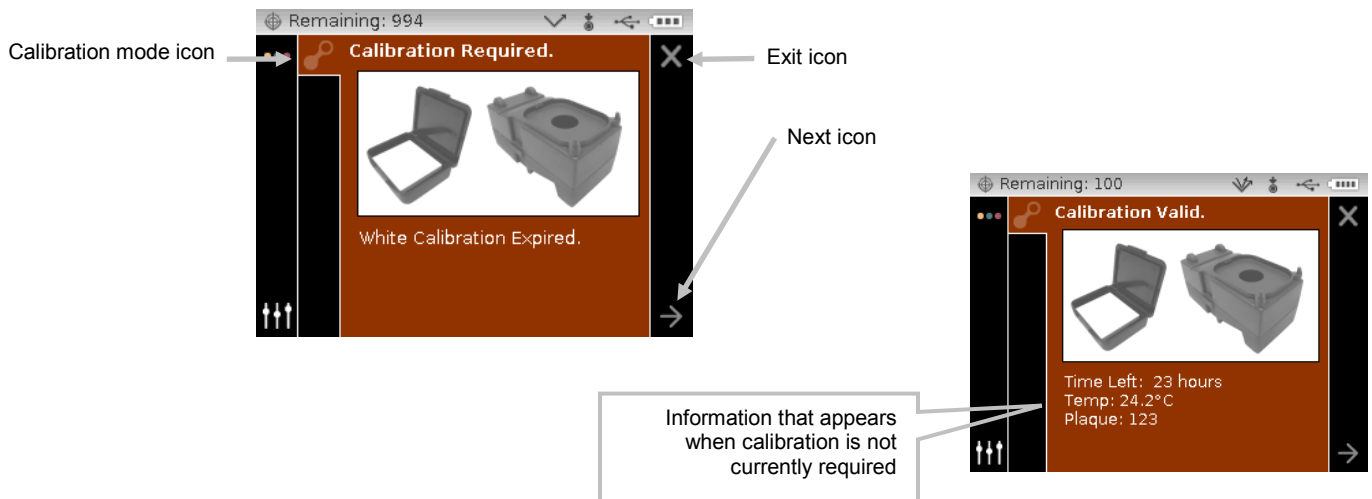 Remaining: 994
Calibration mode icon
Calibration Required.
Exit icon
Next icon
White Calibration Expired.
Remaining: 100
Calibration Valid.
Time Left: 23 hours
Temp: 24.2°C
Plaque: 123
Information that appears
when calibration is not
currently required